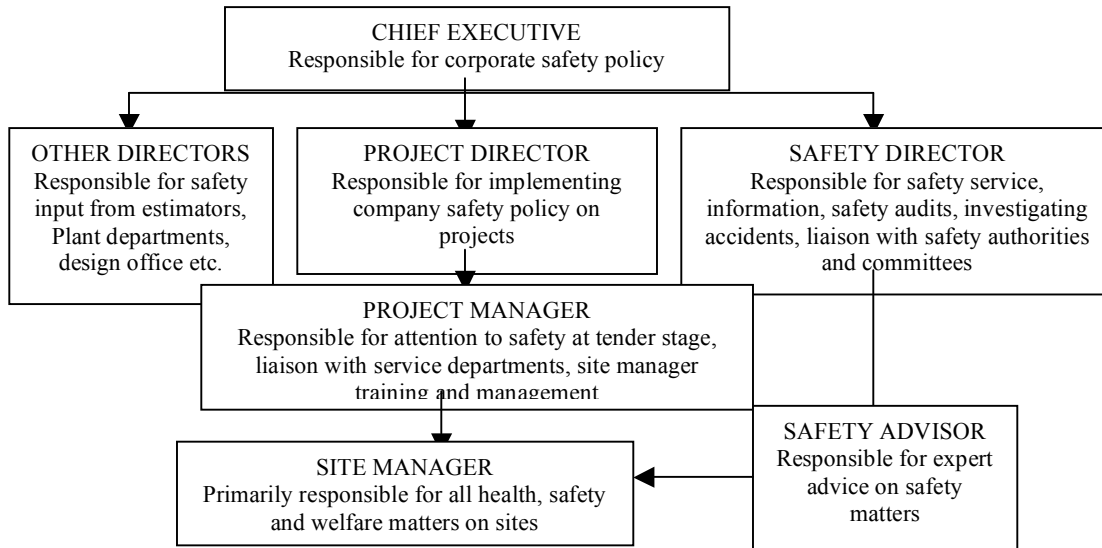 CHIEF EXECUTIVE
Responsible for corporate safety policy
OTHER DIRECTORS
Responsible for safety
input from estimators,
Plant departments,
design office etc.
PROJECT DIRECTOR
Responsible for implementing
company safety policy on
projects
SAFETY DIRECTOR
Responsible for safety service,
information, safety audits, investigating
accidents, liaison with safety authorities
and committees
PROJECT MANAGER
Responsible for attention to safety at tender stage,
liaison with service departments, site manager
training and management
SITE MANAGER
Primarily responsible for all health, safety
and welfare matters on sites
SAFETY ADVISOR
Responsible for expert
advice on safety
matters